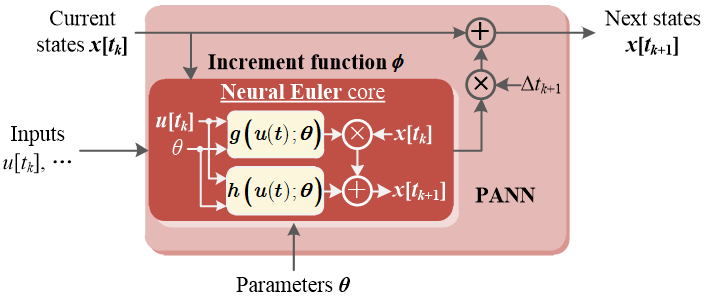 Current
states x[tₖ]
Next states
x[tₖ₊₁]
Increment function ϕ
Δtₖ₊₁
Neural Euler core
Inputs
u[tₖ], ···
u[tₖ]
θ
g(u(t);θ)
x[tₖ]
h(u(t);θ)
x[tₖ₊₁]
PANN
Parameters θ